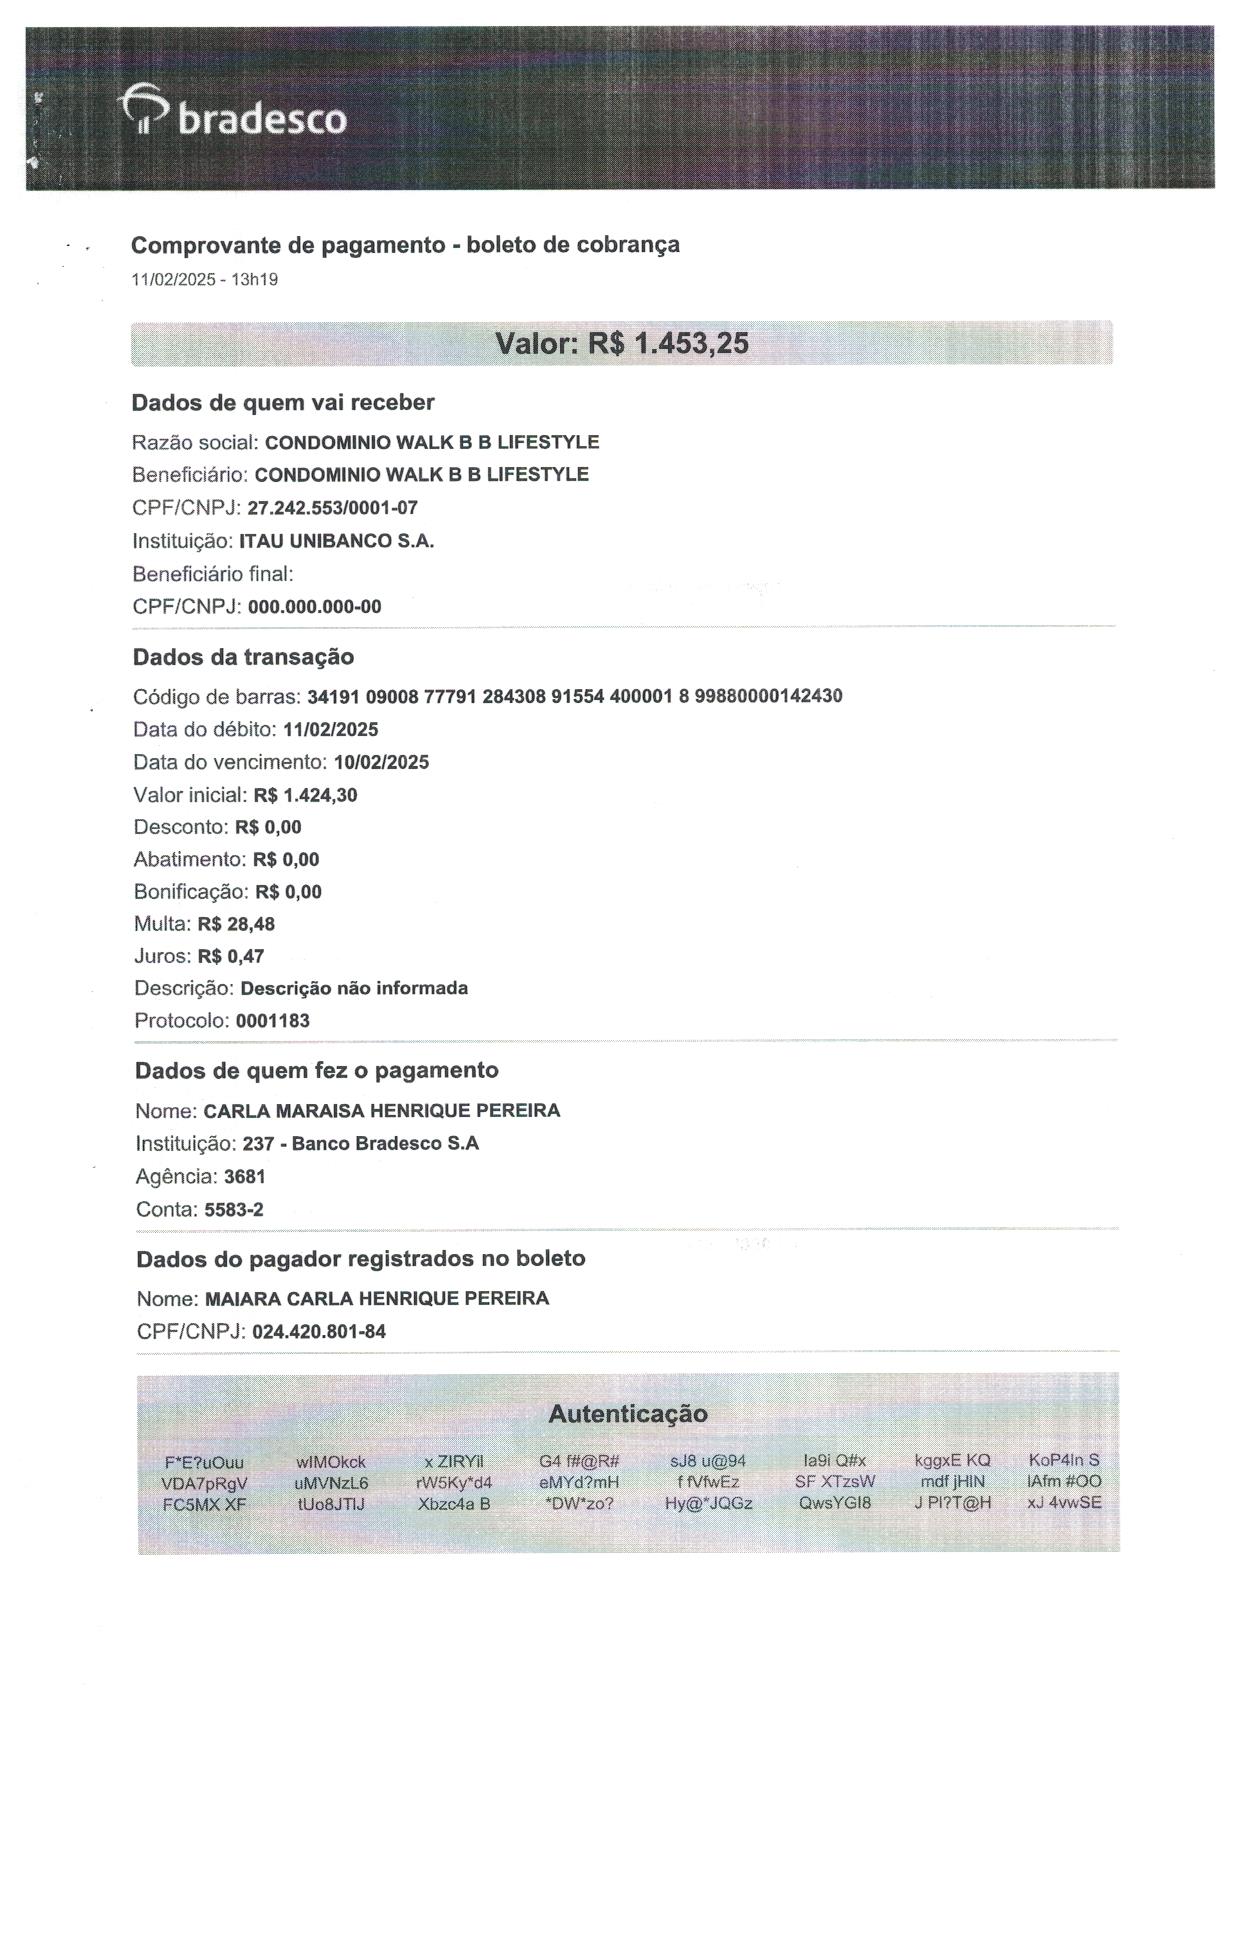 bradesco
Comprovante de pagamento - boleto de cobrança
11/02/2025 - 13h19
Valor: R$ 1.453,25
Dados de quem vai receber
Razão social: CONDOMINIO WALK B B LIFESTYLE
Beneficiário: CONDOMINIO WALK B B LIFESTYLE
CPF/CNPJ: 27.242.553/0001-07
Instituição: ITAU UNIBANCO S.A.
Beneficiário final:
CPF/CNPJ: 000.000.000-00
Dados da transação
Código de barras: 34191 09008 77791 284308 91554 400001 8 99880000142430
Data do débito: 11/02/2025
Data do vencimento: 10/02/2025
Valor inicial: R$ 1.424,30
Desconto: R$ 0,00
Abatimento: R$ 0,00
Bonificação: R$ 0,00
Multa: R$ 28,48
Juros: R$ 0,47
Descrição: Descrição não informada
Protocolo: 0001183
Dados de quem fez o pagamento
Nome: CARLA MARAISA HENRIQUE PEREIRA
Instituição: 237 - Banco Bradesco S.A
Agência: 3681
Conta: 5583-2
Dados do pagador registrados no boleto
Nome: MAIARA CARLA HENRIQUE PEREIRA
CPF/CNPJ: 024.420.801-84
Autenticação
F*E?uOuu wIMOkck x ZIRYil G4 f#@R# sJ8 u@94 Ia9i Q#x kggxE KQ KoP4In S
VDA7pRgV uMVNzL6 rW5Ky*d4 eMYd?mH f fVfwEz SF XTzsW mdf jHIN IAfm #OO
FC5MX XF tUo8JTIJ Xbzc4a B *DW*zo? Hy@*JQGz QwsYGI8 J PI?T@H xJ 4vwSE